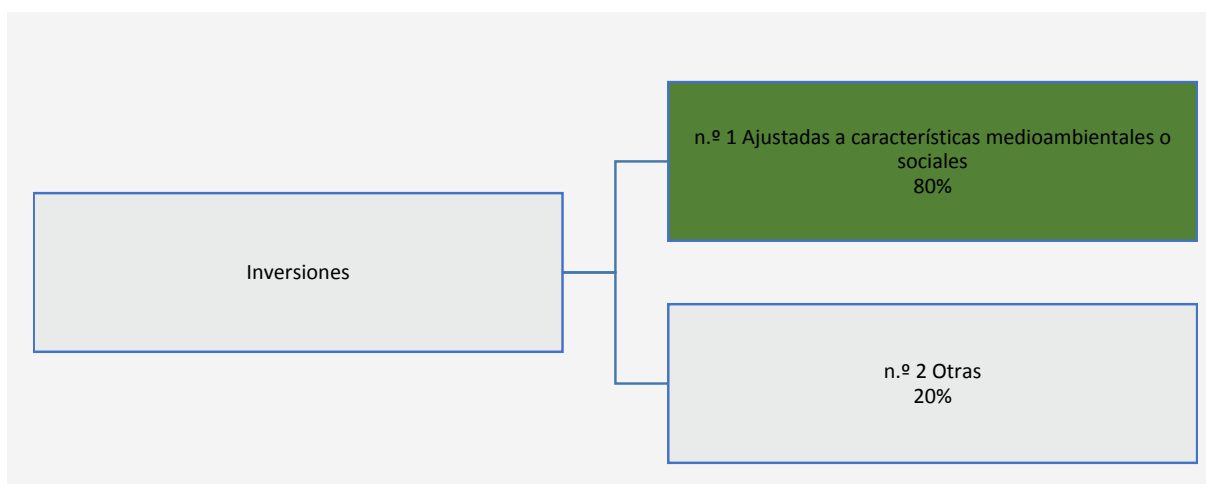 n.º 1 Ajustadas a características medioambientales o
sociales
80%
Inversiones
n.º 2 Otras
20%